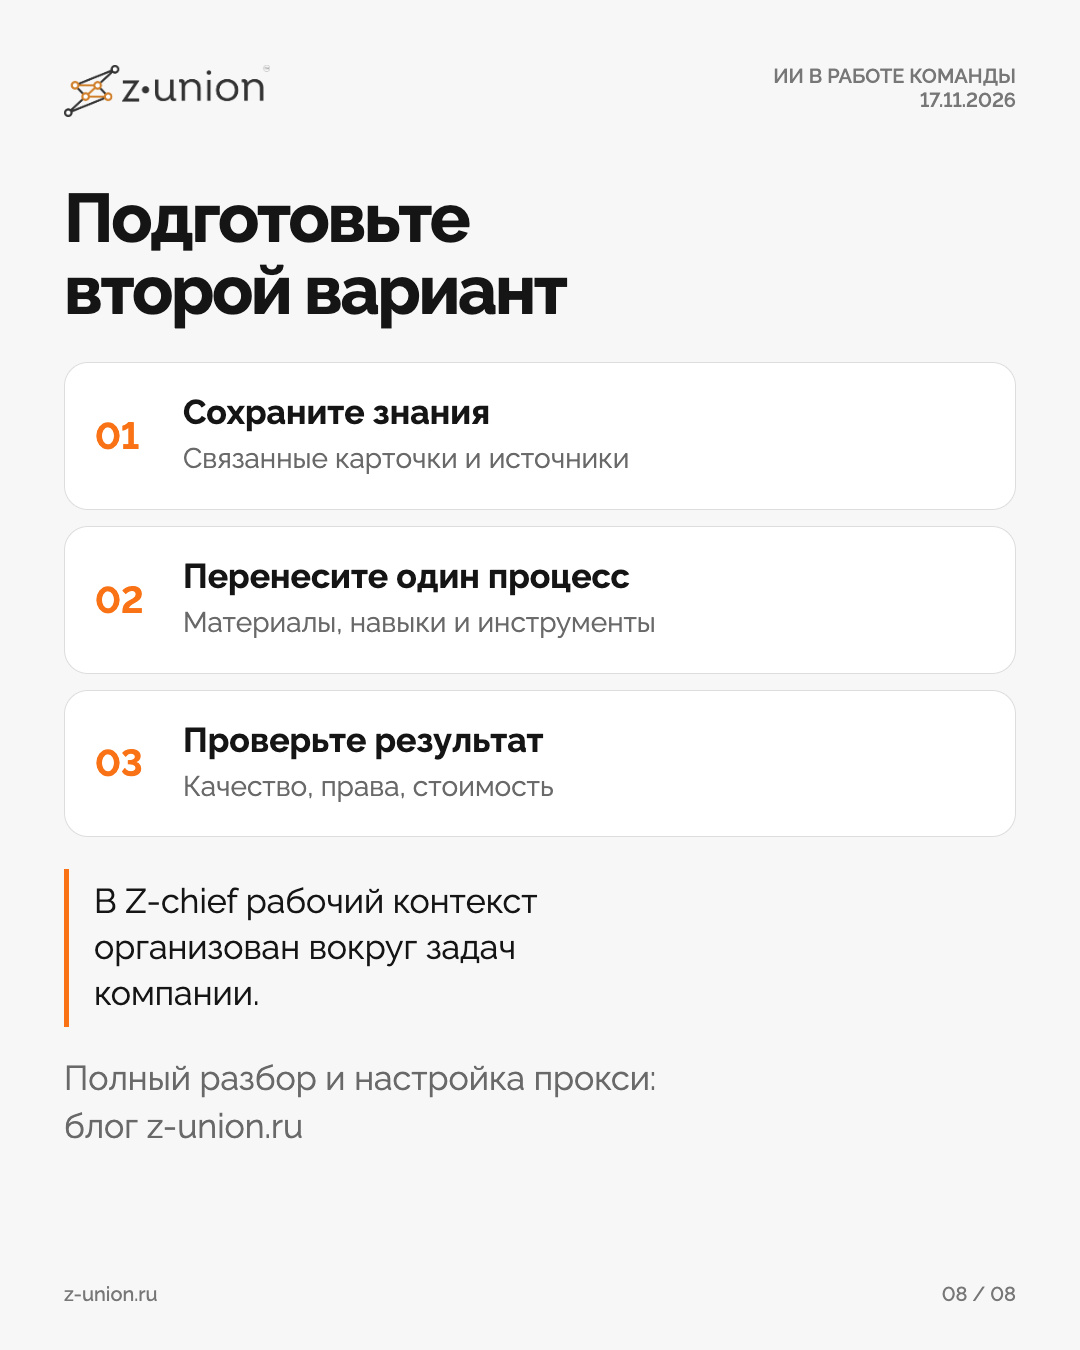 z·union
ИИ В РАБОТЕ КОМАНДЫ
17.11.2026
Подготовьте
второй вариант
01
Сохраните знания
Связанные карточки и источники
02
Перенесите один процесс
Материалы, навыки и инструменты
03
Проверьте результат
Качество, права, стоимость
В Z-chief рабочий контекст
организован вокруг задач
компании.
Полный разбор и настройка прокси:
блог z-union.ru
z-union.ru
08 / 08